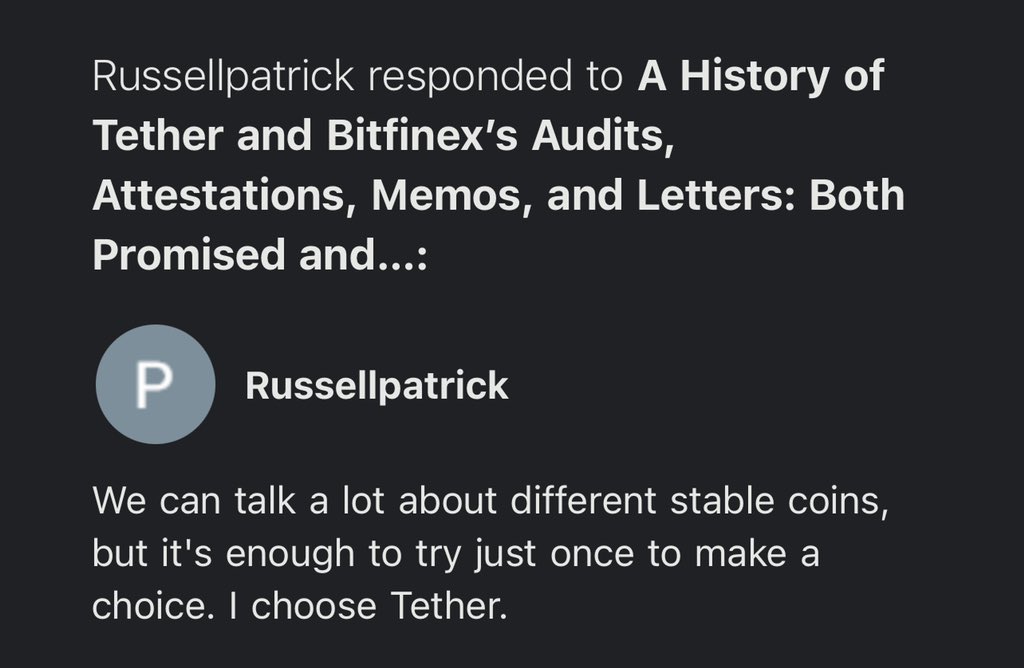 Russellpatrick responded to A History of
Tether and Bitfinex’s Audits,
Attestations, Memos, and Letters: Both
Promised and...:
P
Russellpatrick
We can talk a lot about different stable coins,
but it's enough to try just once to make a
choice. I choose Tether.